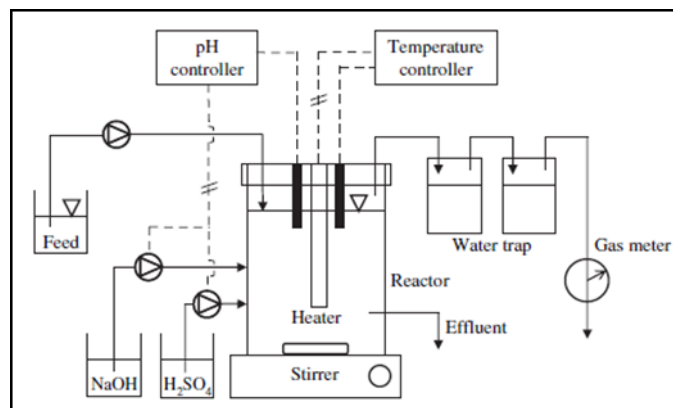 pH
controller
Temperature
controller
Feed
Water trap
Gas meter
Reactor
Heater
Effluent
NaOH
H₂SO₄
Stirrer